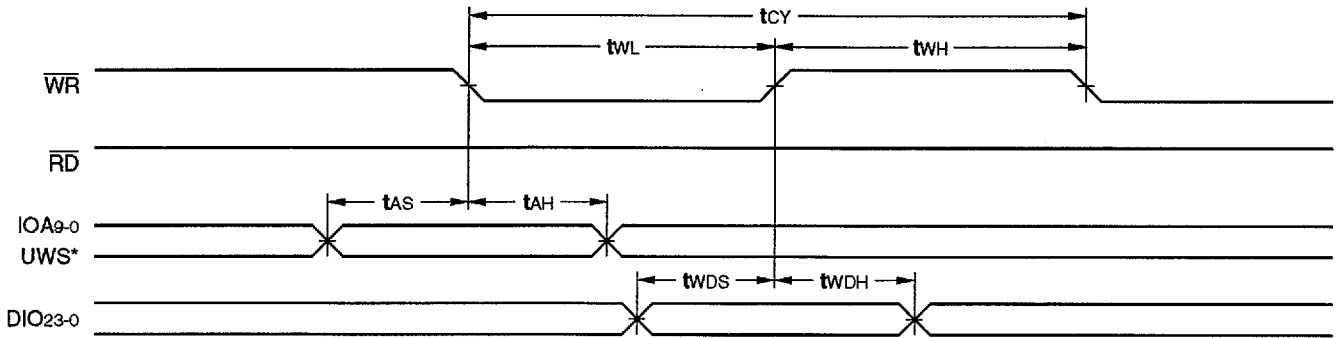 tCY
tWL tWH
WR
RD
tAS tAH
IOA9-0
UWS*
tWDS tWDH
DIO23-0